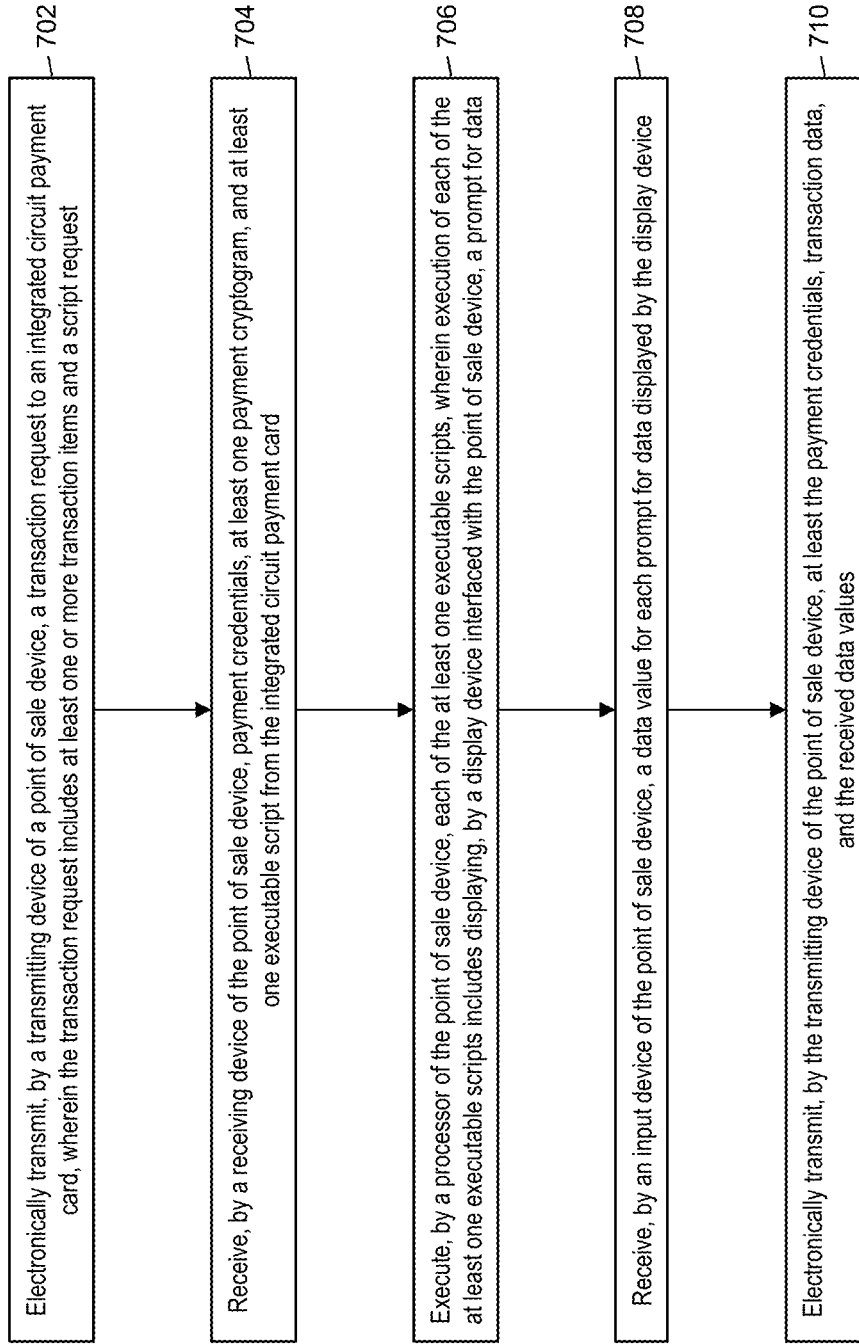 Electronically transmit, by a transmitting device of a point of sale device, a transaction request to an integrated circuit payment
card, wherein the transaction request includes at least one or more transaction items and a script request
702
Receive, by a receiving device of the point of sale device, payment credentials, at least one payment cryptogram, and at least
one executable script from the integrated circuit payment card
704
Execute, by a processor of the point of sale device, each of the at least one executable scripts, wherein execution of each of the
at least one executable scripts includes displaying, by a display device interfaced with the point of sale device, a prompt for data
706
Receive, by an input device of the point of sale device, a data value for each prompt for data displayed by the display device
708
Electronically transmit, by the transmitting device of the point of sale device, at least the payment credentials, transaction data,
and the received data values
710